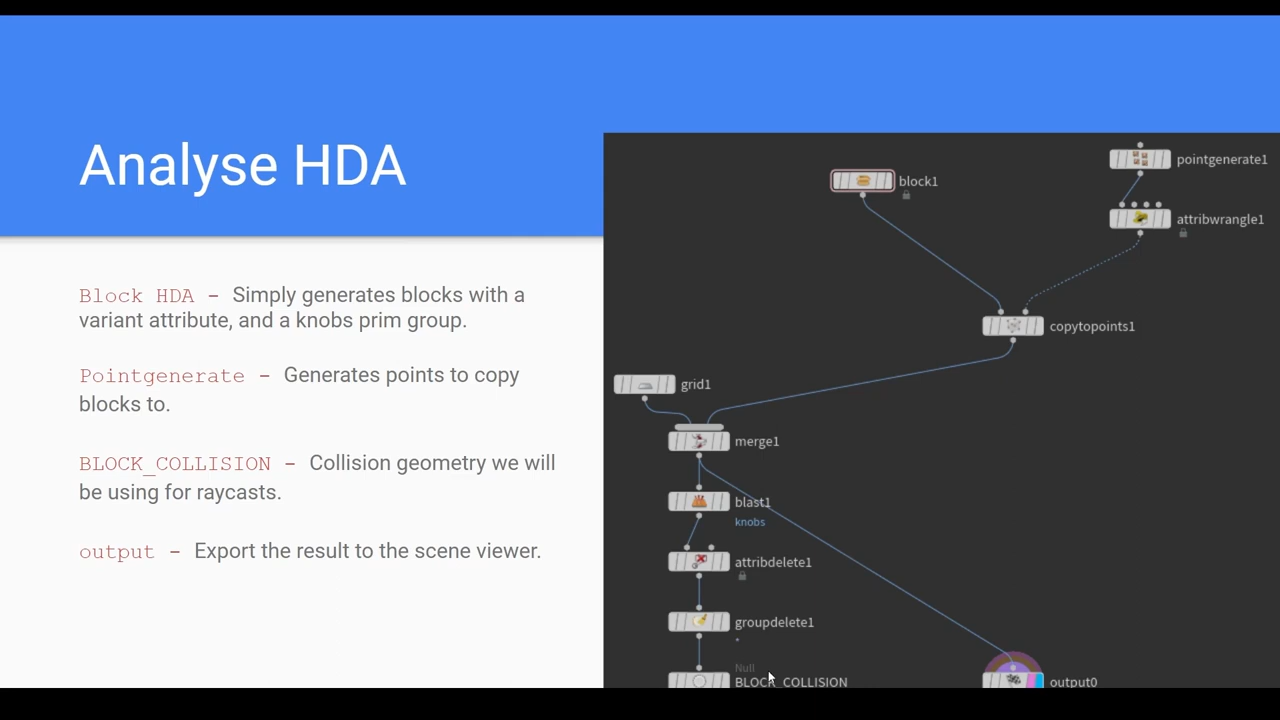 Analyse HDA
Block HDA - Simply generates blocks with a
variant attribute, and a knobs prim group.
Pointgenerate - Generates points to copy
blocks to.
BLOCK_COLLISION - Collision geometry we will
be using for raycasts.
output - Export the result to the scene viewer.
pointgenerate1
block1
attribwrangle1
copytopoints1
grid1
merge1
blast1
knobs
attribdelete1
groupdelete1
*
Null
BLOCK_COLLISION
output0